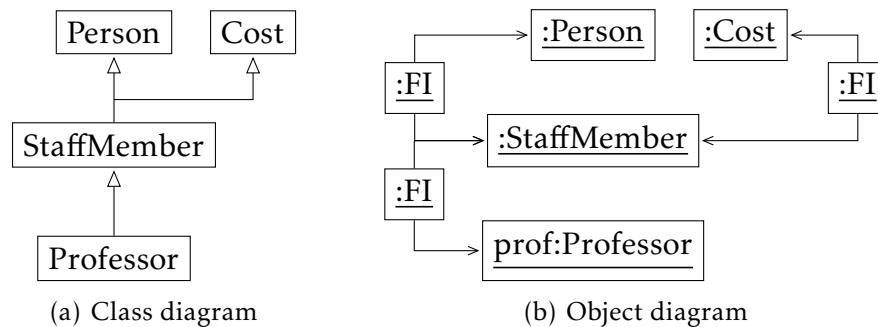 Person
Cost
StaffMember
Professor
(a) Class diagram
:Person
:Cost
:FI
:FI
:StaffMember
:FI
prof:Professor
(b) Object diagram